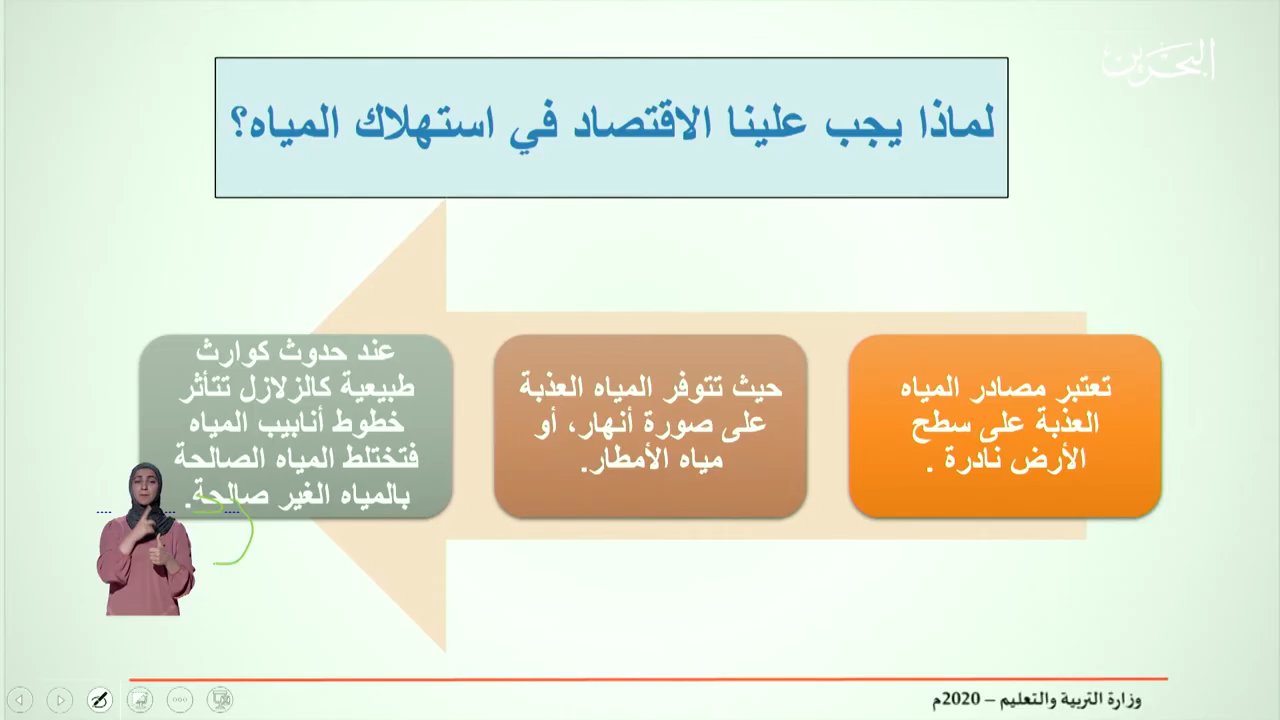 البحرين
لماذا يجب علينا الاقتصاد في استهلاك المياه؟
تعتبر مصادر المياه
العذبة على سطح
الأرض نادرة .
حيث تتوفر المياه العذبة
على صورة أنهار، أو
مياه الأمطار.
عند حدوث كوارث
طبيعية كالزلازل تتأثر
خطوط أنابيب المياه
فتختلط المياه الصالحة
بالمياه الغير صالحة.
وزارة التربية والتعليم – 2020م